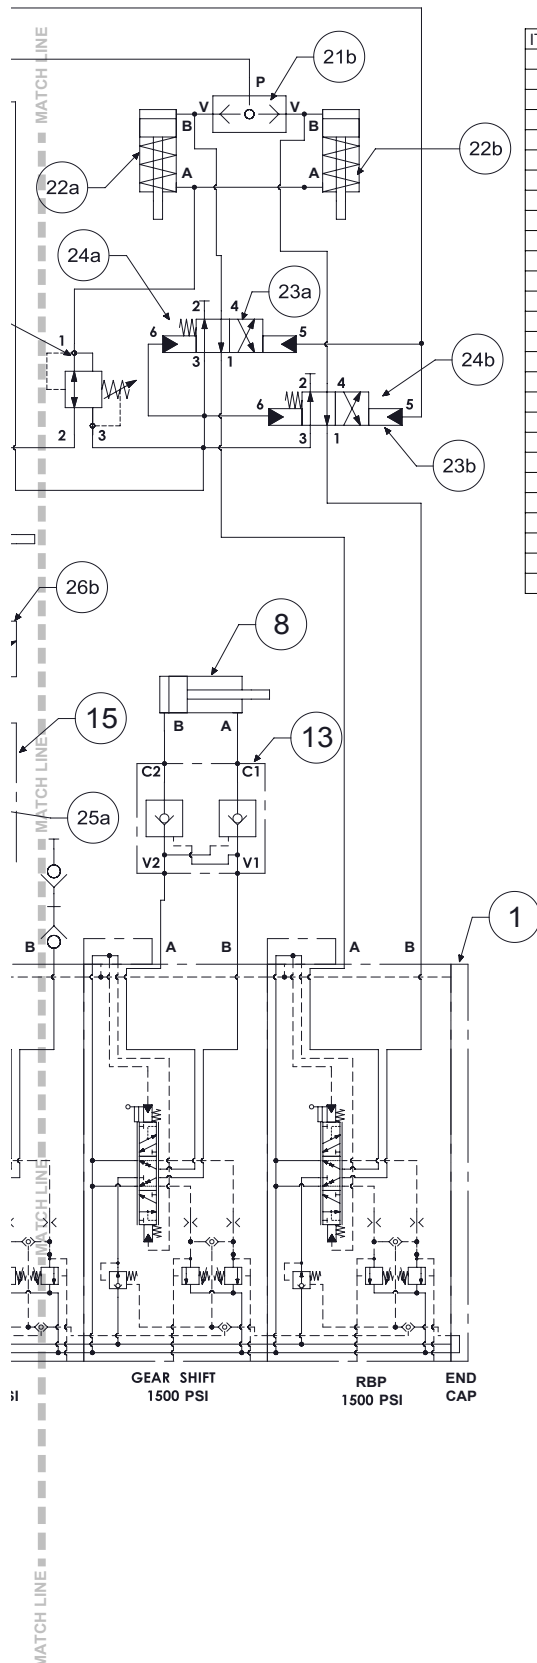 MATCH LINE
21b
P
V
V
B
B
A
A
22a
22b
24a
23a
2
4
6
5
3
1
1
2
3
24b
2
4
6
5
3
1
23b
26b
8
B
A
15
13
C2
C1
MATCH LINE
25a
V2
V1
1
B
A
B
A
B
MATCH LINE
GEAR SHIFT
1500 PSI
RBP
1500 PSI
END
CAP
SI
MATCH LINE